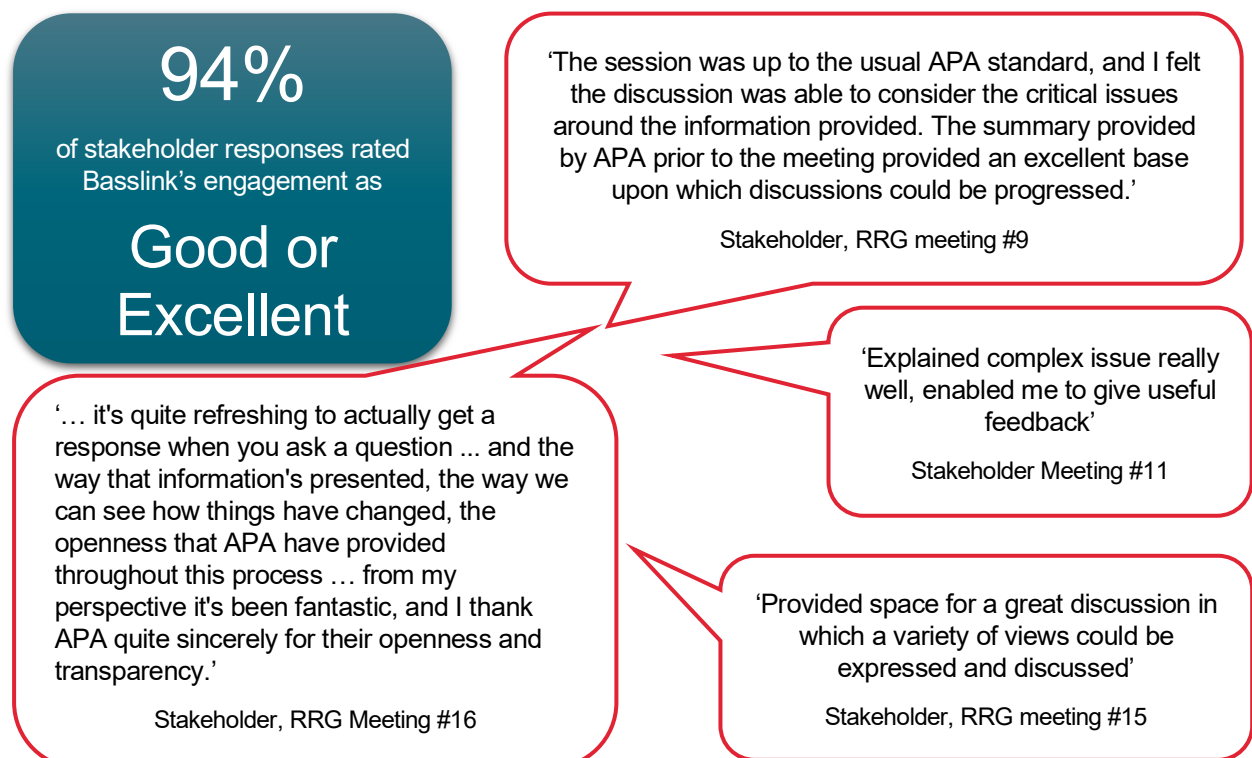 94%
of stakeholder responses rated
Basslink’s engagement as
Good or
Excellent
‘The session was up to the usual APA standard, and I felt
the discussion was able to consider the critical issues
around the information provided. The summary provided
by APA prior to the meeting provided an excellent base
upon which discussions could be progressed.’
Stakeholder, RRG meeting #9
‘Explained complex issue really
well, enabled me to give useful
feedback’
Stakeholder Meeting #11
‘… it's quite refreshing to actually get a
response when you ask a question ... and the
way that information's presented, the way we
can see how things have changed, the
openness that APA have provided
throughout this process … from my
perspective it's been fantastic, and I thank
APA quite sincerely for their openness and
transparency.’
Stakeholder, RRG Meeting #16
‘Provided space for a great discussion in
which a variety of views could be
expressed and discussed’
Stakeholder, RRG meeting #15